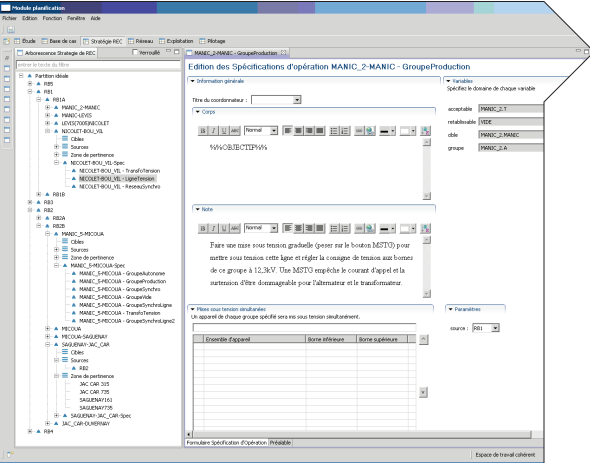 Module planification
Fichier Edition Fonction Fenêtre Aide
Étude Base de cas Stratégie REC Réseau Exploitation Pilotage
Arborescence Strategie de REC
Verrouillé
entrer le texte du filtre
Partition idéale
RB5
RB1
RB1A
MANIC_2-MANEC
MANIC-LEVIS
LEVIS(7005)NICOLET
NICOLET-BOU_VIL
Cibles
Sources
Zone de pertinence
NICOLET-BOU_VIL-Spec
NICOLET-BOU_VIL - TransfoTension
NICOLET-BOU_VIL - LigneTension
NICOLET-BOU_VIL - ReseauSynchro
RB1B
RB3
RB2
RB2A
RB2B
MANIC_5-MICOUA
Cibles
Sources
Zone de pertinence
MANIC_5-MICOUA-Spec
MANIC_5-MICOUA - GroupeAutonome
MANIC_5-MICOUA - GroupeProduction
MANIC_5-MICOUA - GroupeSynchro
MANIC_5-MICOUA - GroupeVide
MANIC_5-MICOUA - GroupeSynchroLigne
MANIC_5-MICOUA - TransfoTension
MANIC_5-MICOUA - GroupeSynchroLigne2
MICOUA
MICOUA-SAGUENAY
SAGUENAY-JAC_CAR
Cibles
Sources
RB2
Zone de pertinence
JAC CAR 315
JAC CAR 735
SAGUENAY161
SAGUENAY735
SAGUENAY-JAC_CAR-Spec
JAC_CAR-DUVERNAY
RB4
MANIC_2-MANIC - GroupeProduction
Edition des Spécifications d'opération MANIC_2-MANIC - GroupeProduction
Information générale
Titre du coordonnateur :
Corps
B I U ABC Normal
%%OBJECTIF%%
Note
B I U ABC Normal
Faire une mise sous tension graduelle (peser sur le bouton MSTG) pour
mettre sous tension cette ligne et régler la consigne de tension aux bornes
de ce groupe à 12,3kV. Une MSTG empêche le courant d'appel et la
surtension d'être dommageable pour l'alternateur et le transformateur.
Mises sous tension simultanées
Un appareil de chaque groupe spécifié sera mis sous tension simultanément.
Ensemble d'appareil Borne inférieure Borne supérieure
Variables
Spécifiez le domaine de chaque variable
acceptable MANIC_2.T
retablissable VIDE
cible MANIC_2.MANIC
groupe MANIC_2.A
Paramètres
source : RB1
Formulaire Spécification d'Opération Préalable
Espace de travail cohérent